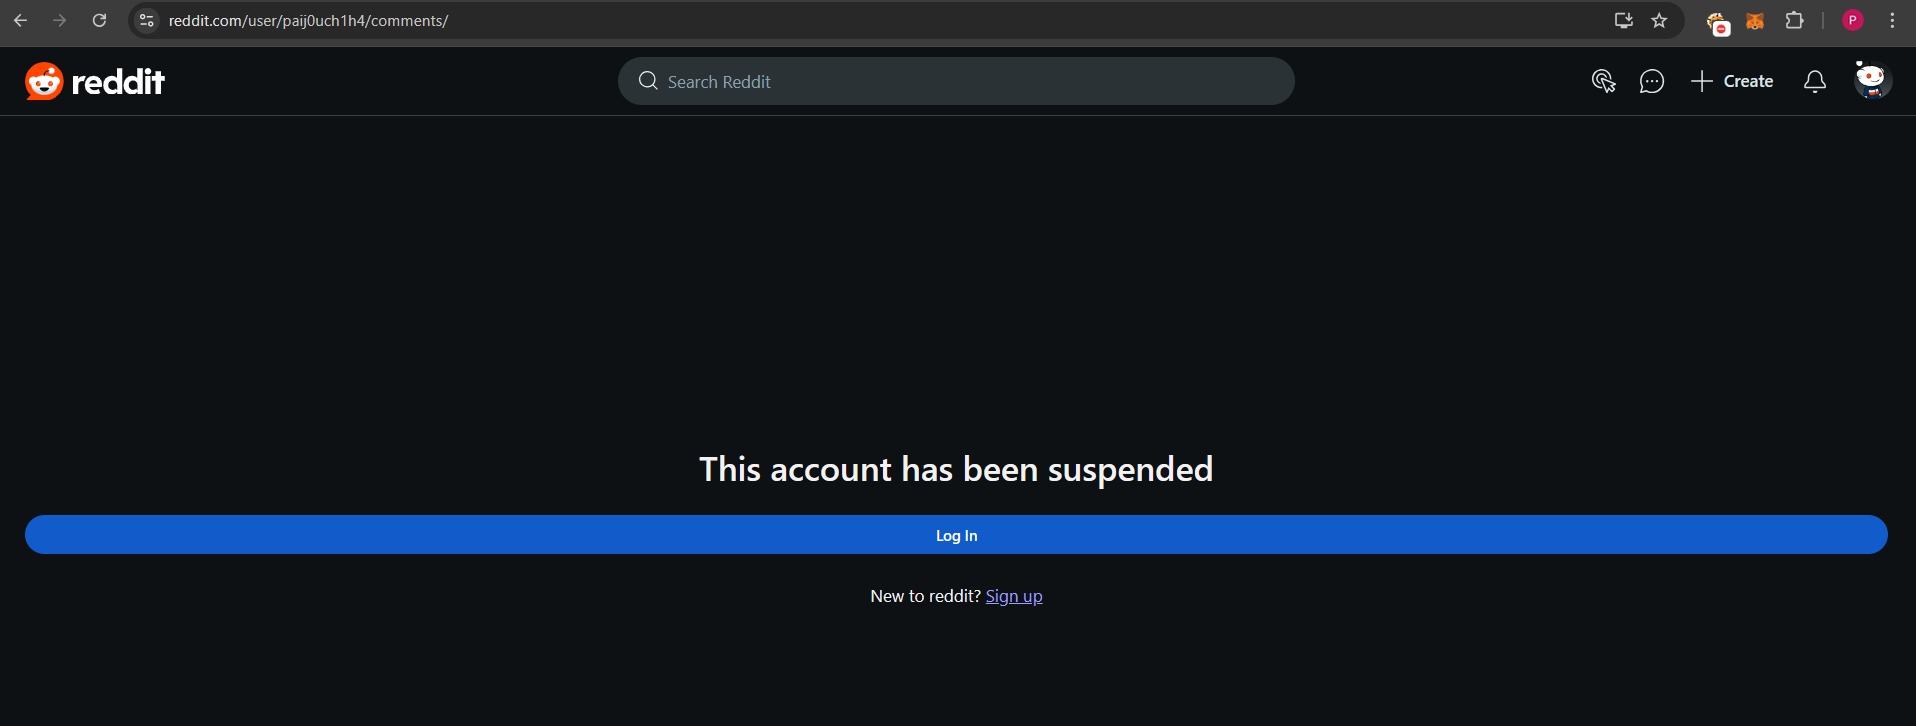 reddit.com/user/paij0uch1h4/comments/
P
reddit
Search Reddit
Create
This account has been suspended
Log In
New to reddit? Sign up